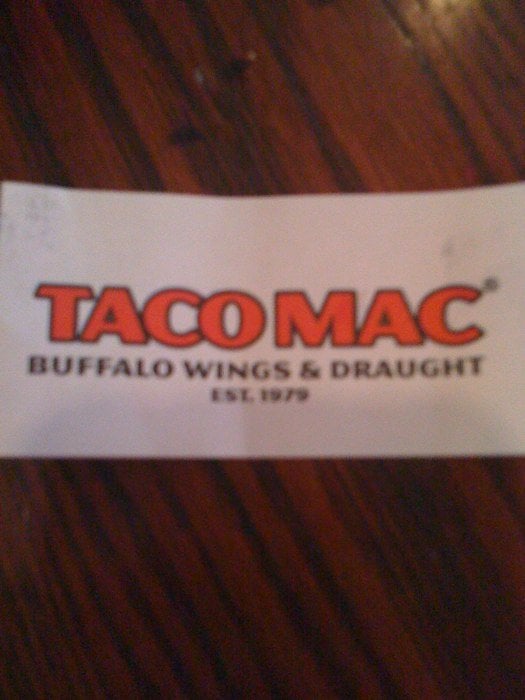 TACO MAC®
BUFFALO WINGS & DRAUGHT
EST. 1979